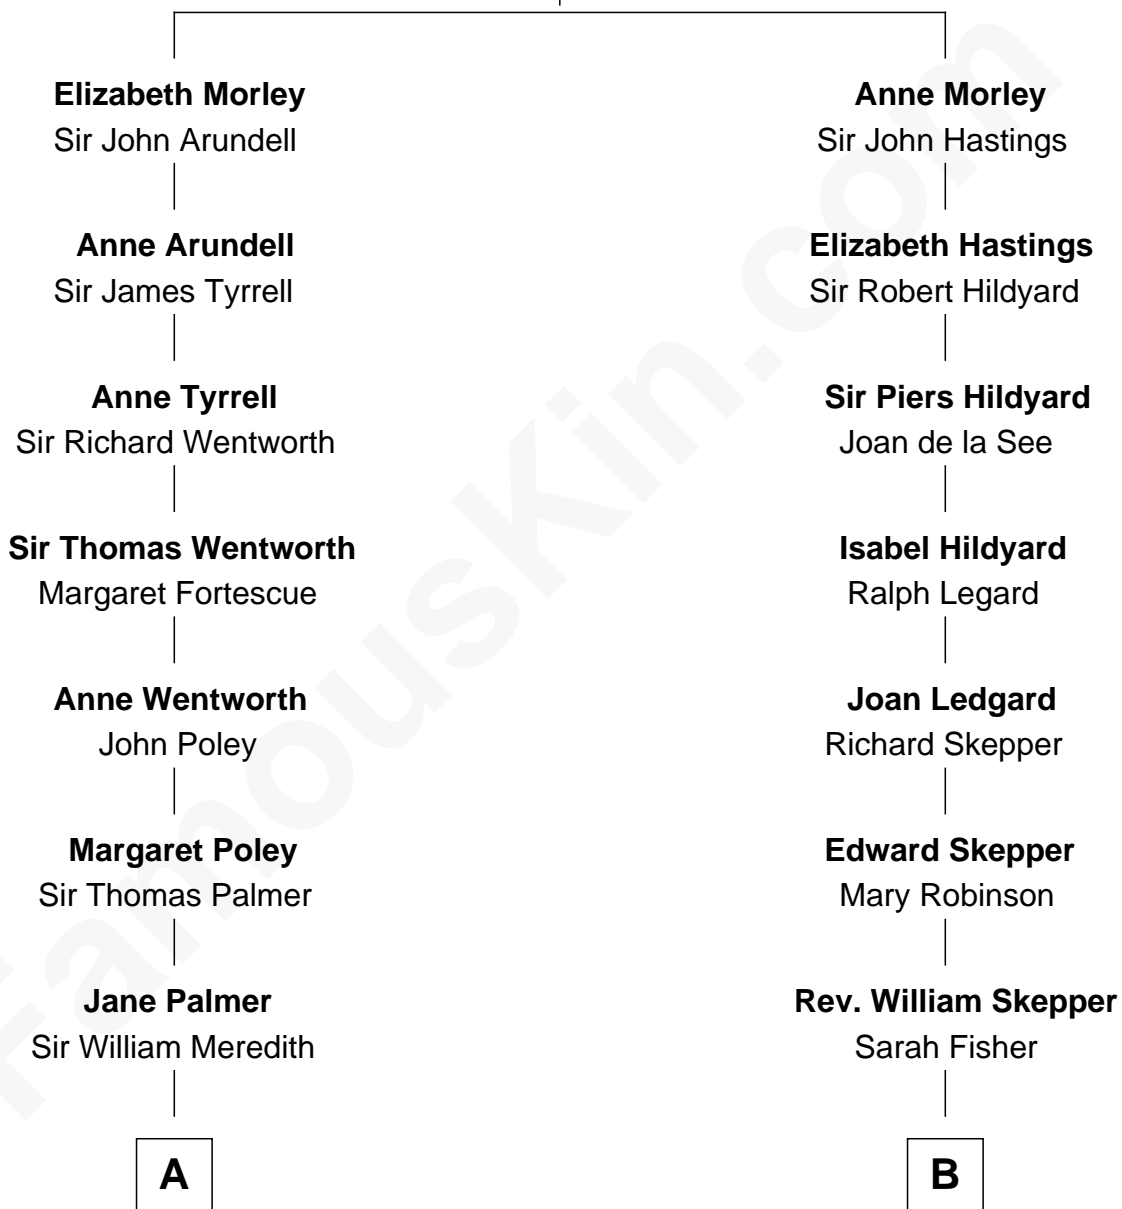 Elizabeth Morley
Sir John Arundell
Anne Arundell
Sir James Tyrrell
Anne Tyrrell
Sir Richard Wentworth
Sir Thomas Wentworth
Margaret Fortescue
Anne Wentworth
John Poley
Margaret Poley
Sir Thomas Palmer
Jane Palmer
Sir William Meredith
A
Anne Morley
Sir John Hastings
Elizabeth Hastings
Sir Robert Hildyard
Sir Piers Hildyard
Joan de la See
Isabel Hildyard
Ralph Legard
Joan Ledgard
Richard Skepper
Edward Skepper
Mary Robinson
Rev. William Skepper
Sarah Fisher
B
FamousKin.com